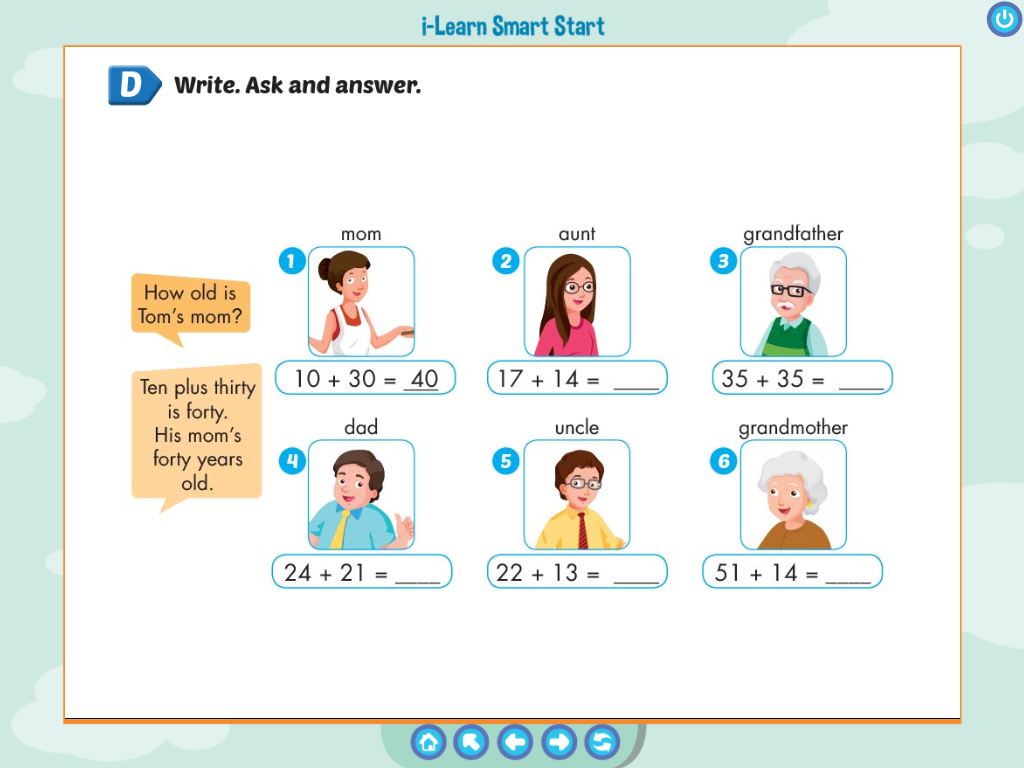 i-Learn Smart Start
D Write. Ask and answer.
How old is
Tom's mom?
Ten plus thirty
is forty.
His mom's
forty years
old.
mom
1
10 + 30 = 40
aunt
2
17 + 14 = ____
grandfather
3
35 + 35 = ____
dad
4
24 + 21 = ____
uncle
5
22 + 13 = ____
grandmother
6
51 + 14 = ____